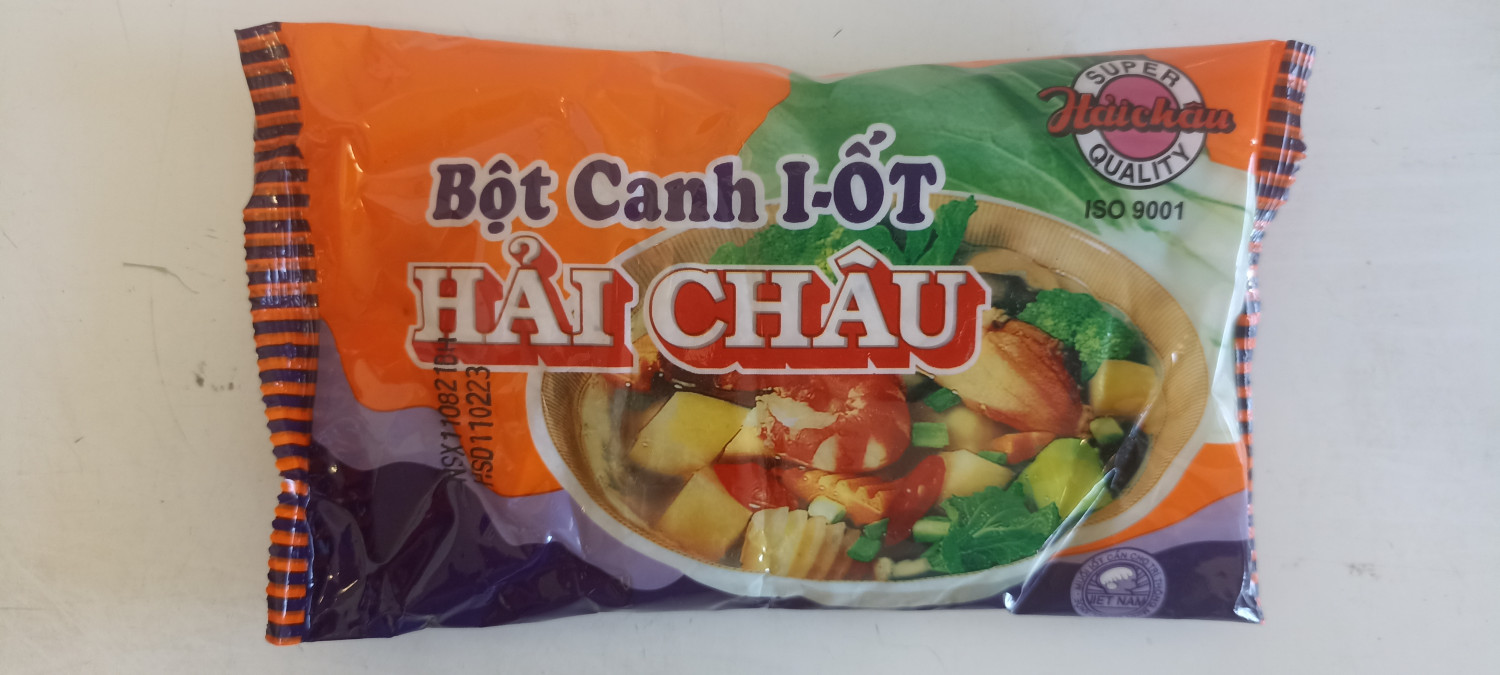 Bột Canh I-ỐT
HẢI CHÂU
SUPER
Hải châu
QUALITY
ISO 9001
NSX110821
HSD110223
VIET NAM